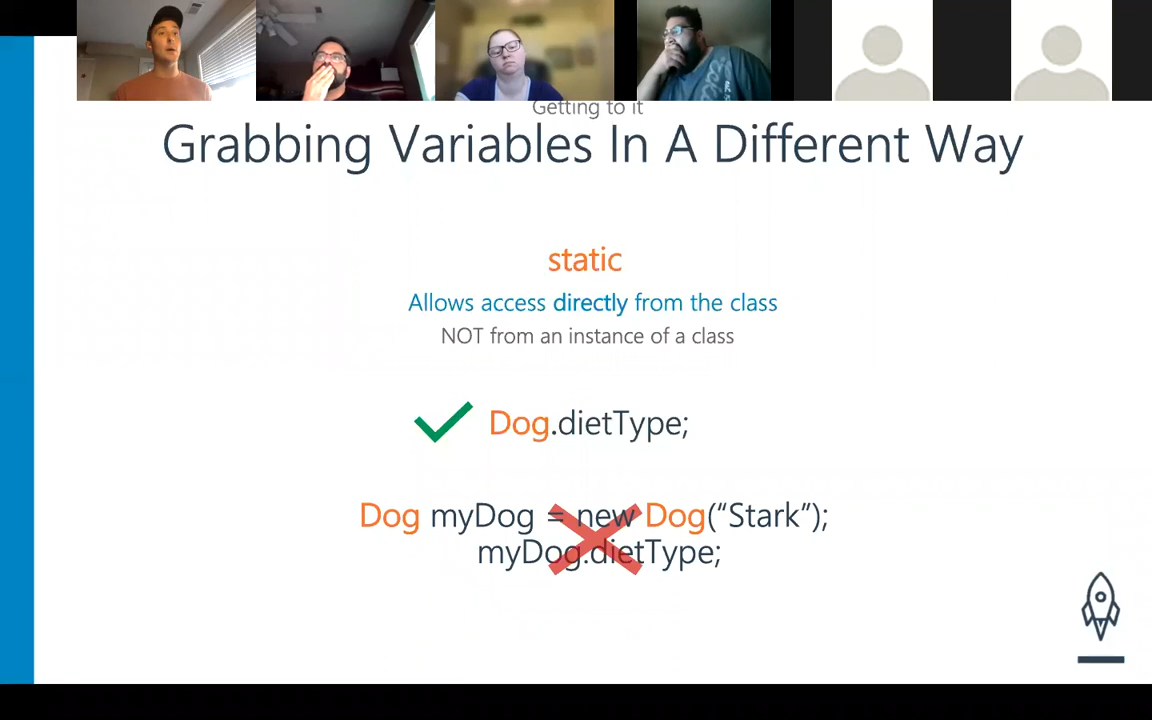 Getting to it
Grabbing Variables In A Different Way
static
Allows access directly from the class
NOT from an instance of a class
Dog.dietType;
Dog myDog = new Dog(“Stark”);
myDog.dietType;